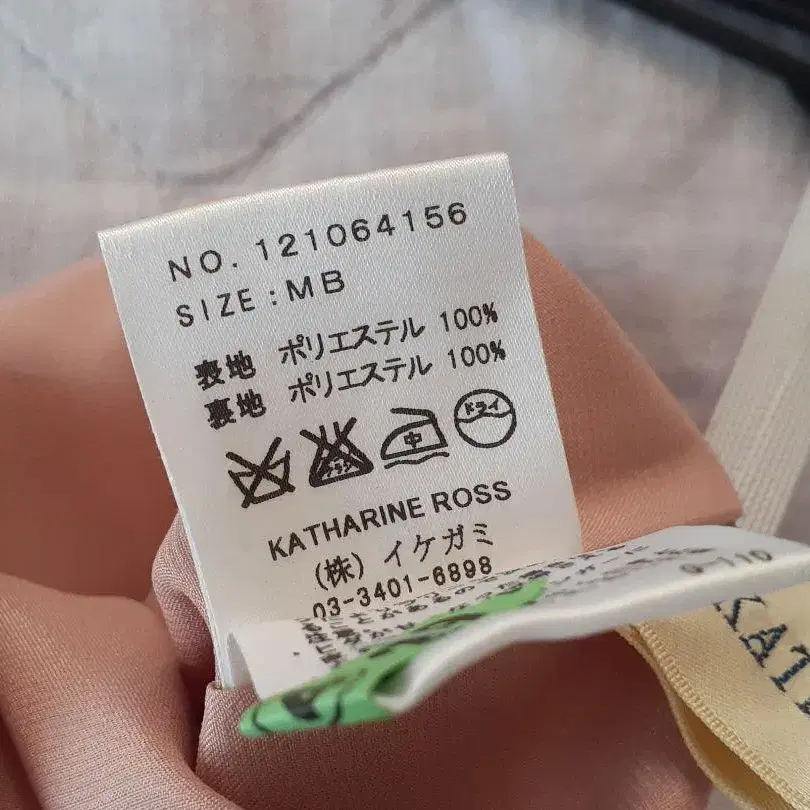 NO. 121064156
SIZE:MB
表地 ポリエステル 100%
裏地 ポリエステル 100%
中 ドライ
KATHARINE ROSS
(株) イケガミ
03-3401-6898